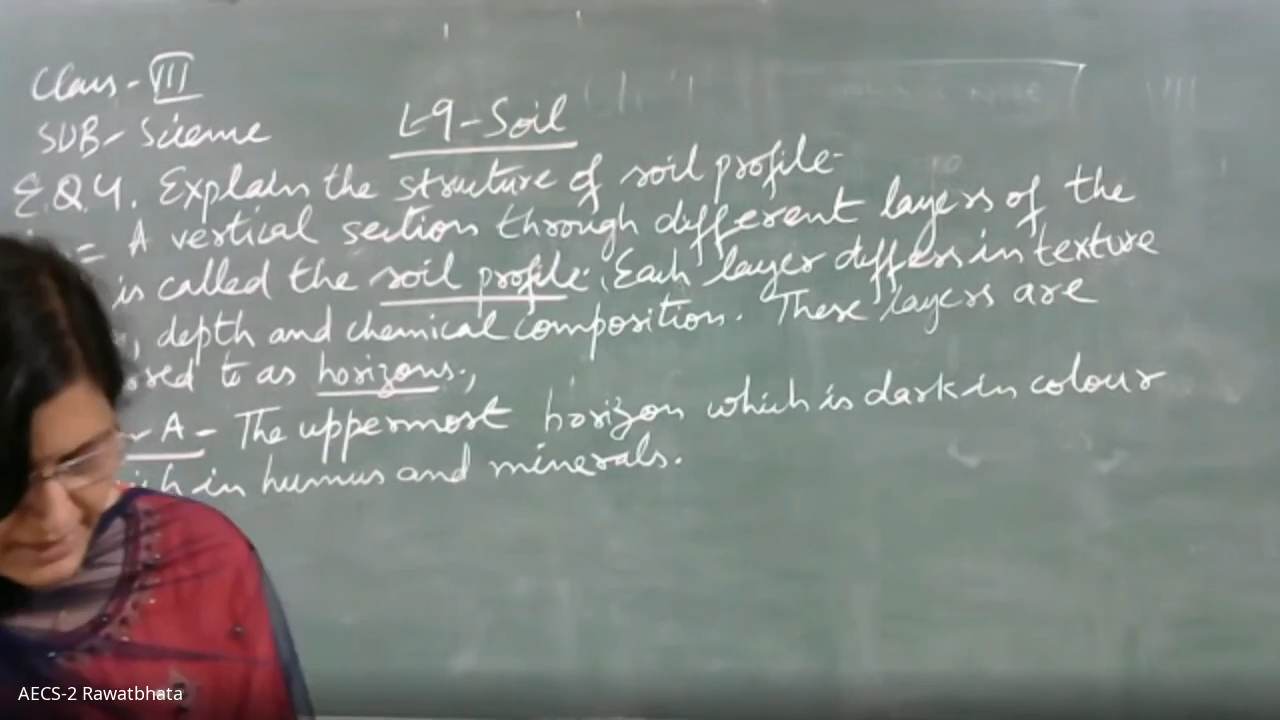 Class - VII
SUB - Science
L-9 - Soil
E.Q.4. Explain the structure of soil profile.
= A vertical section through different layers of the
is called the soil profile. Each layer differs in texture
, depth and chemical composition. These layers are
to as horizons.,
- A - The uppermost horizon which is dark in colour
in humus and minerals.
AECS-2 Rawatbhata